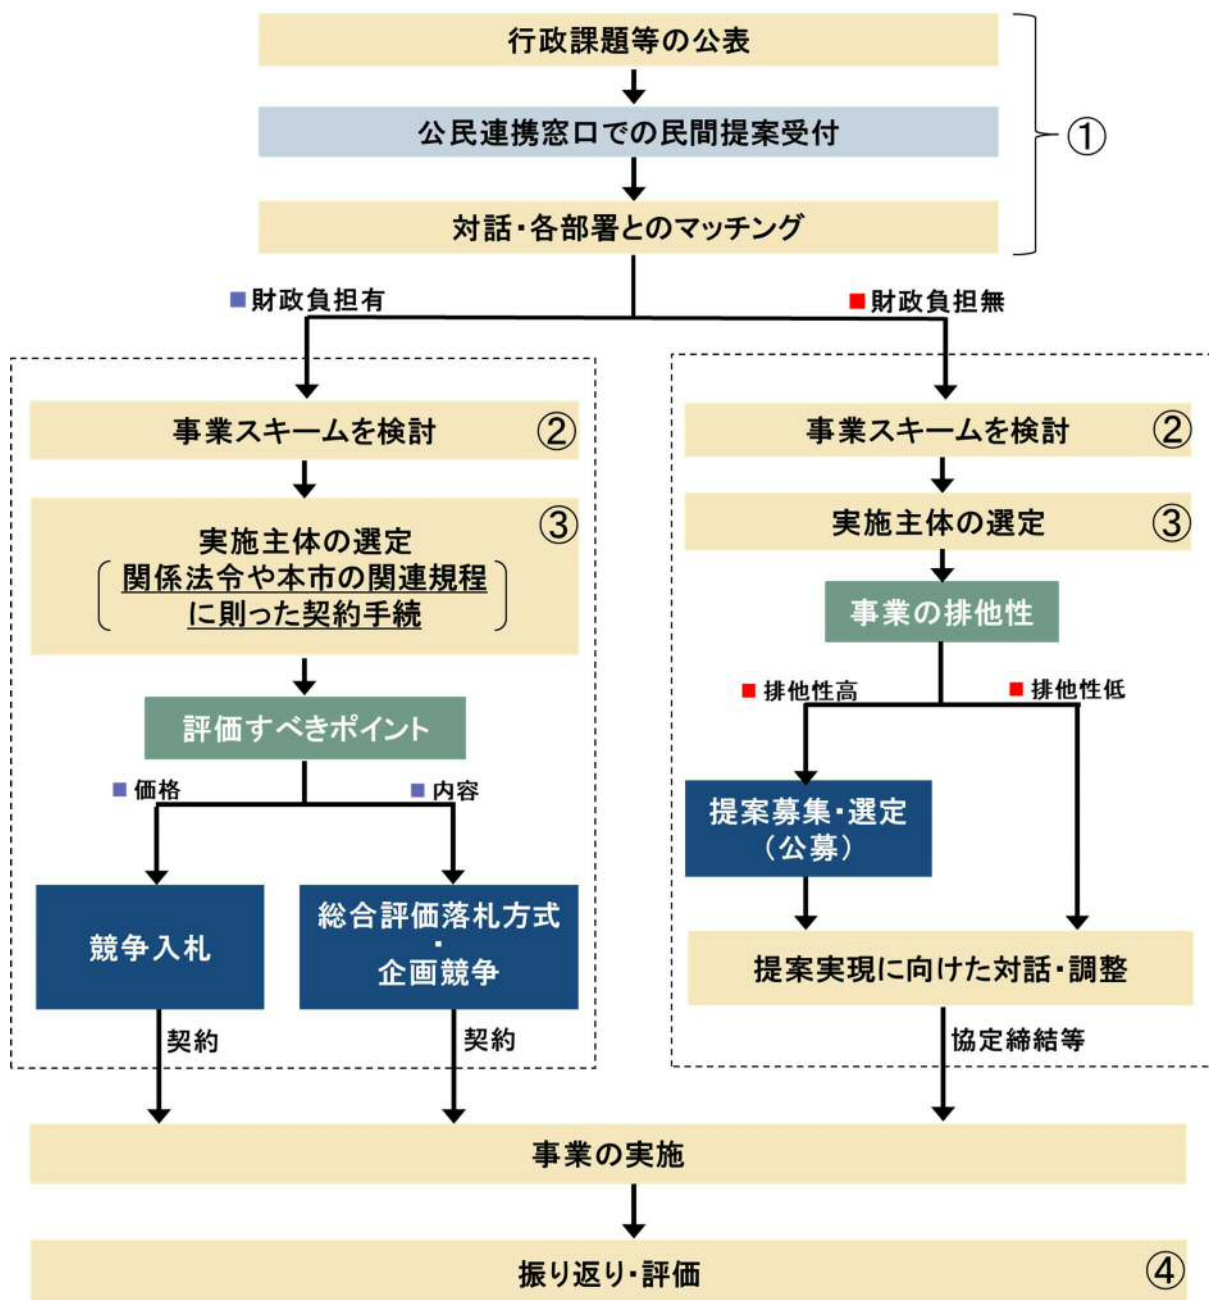 行政課題等の公表
公民連携窓口での民間提案受付
対話・各部署とのマッチング
①
■財政負担有
■財政負担無
事業スキームを検討
②
実施主体の選定
③
関係法令や本市の関連規程
に則った契約手続
評価すべきポイント
■価格
■内容
競争入札
総合評価落札方式
・
企画競争
契約
契約
事業スキームを検討
②
実施主体の選定
③
事業の排他性
■排他性高
■排他性低
提案募集・選定
（公募）
提案実現に向けた対話・調整
協定締結等
事業の実施
振り返り・評価
④